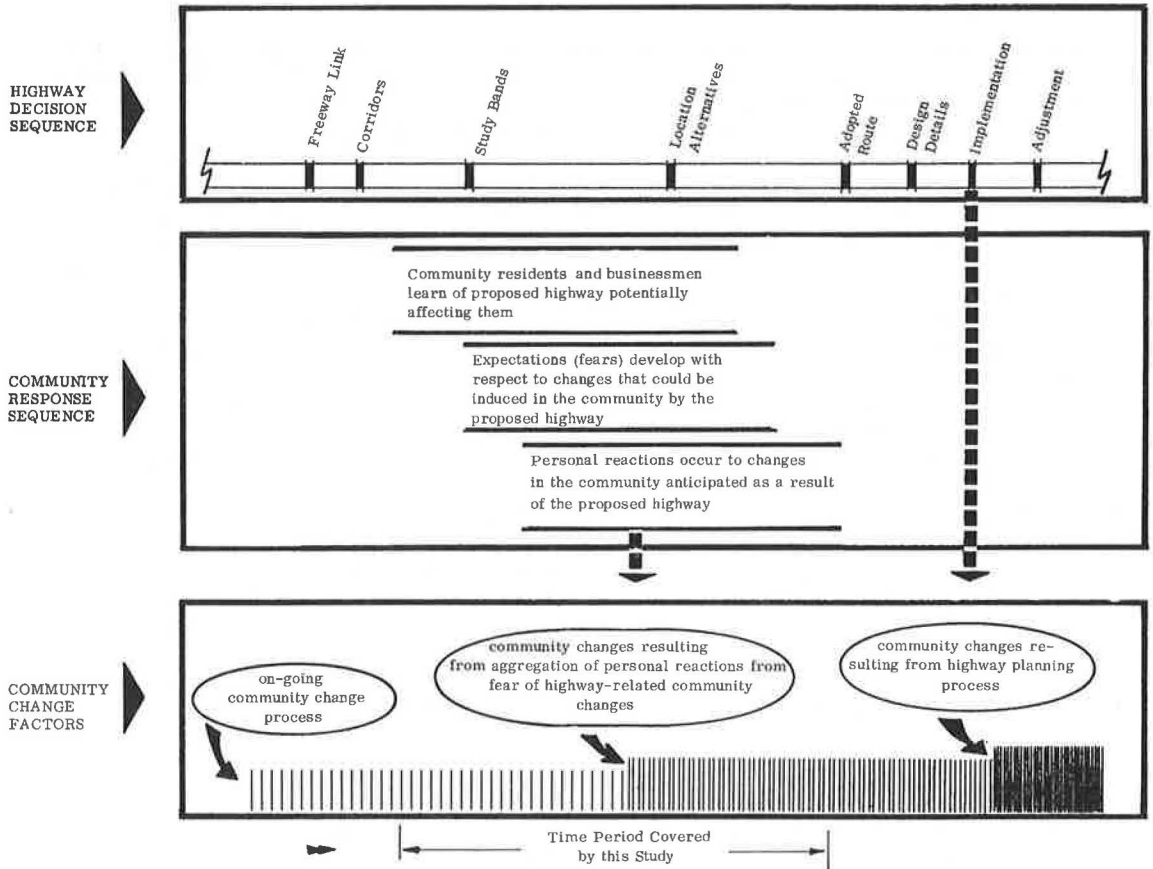 HIGHWAY
DECISION
SEQUENCE
Freeway Link
Corridors
Study Bands
Location
Alternatives
Adopted
Route
Design
Details
Implementation
Adjustment
COMMUNITY
RESPONSE
SEQUENCE
Community residents and businessmen
learn of proposed highway potentially
affecting them
Expectations (fears) develop with
respect to changes that could be
induced in the community by the
proposed highway
Personal reactions occur to changes
in the community anticipated as a result
of the proposed highway
COMMUNITY
CHANGE
FACTORS
on-going
community change
process
community changes resulting
from aggregation of personal reactions from
fear of highway-related community
changes
community changes re-
sulting from highway planning
process
Time Period Covered
by this Study